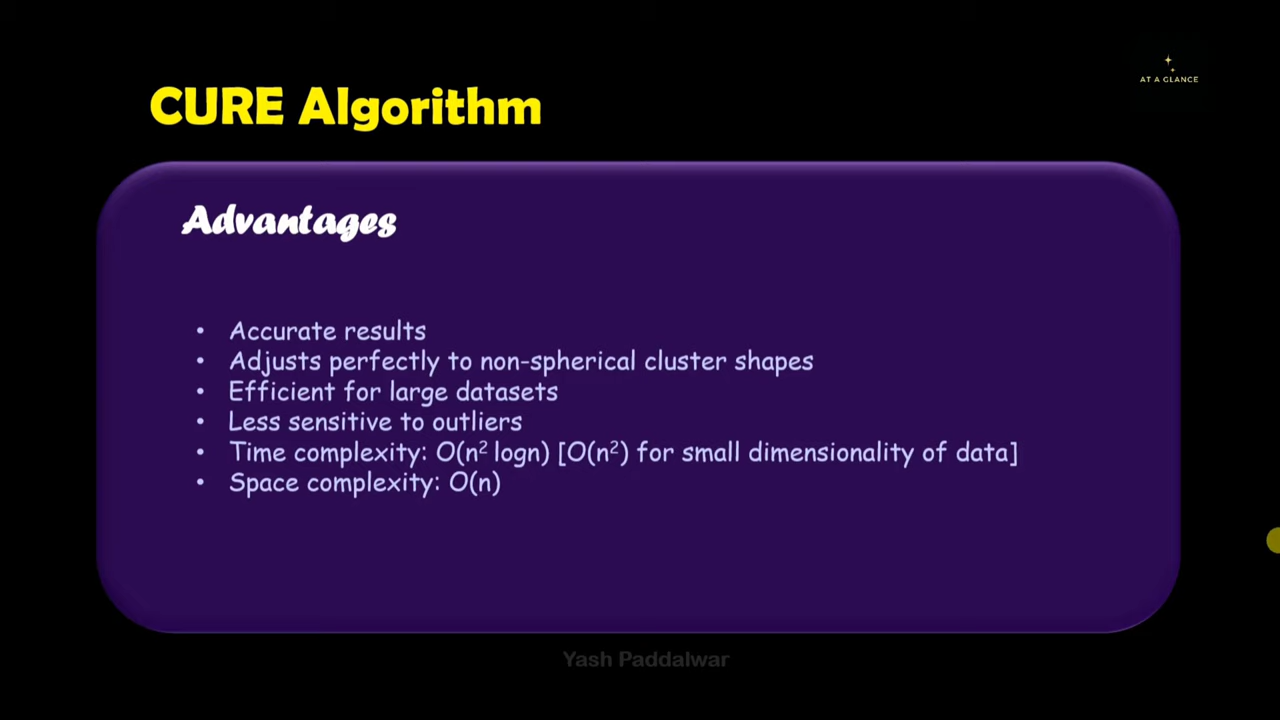 AT A GLANCE
CURE Algorithm
Advantages
• Accurate results
• Adjusts perfectly to non-spherical cluster shapes
• Efficient for large datasets
• Less sensitive to outliers
• Time complexity: O(n² logn) [O(n²) for small dimensionality of data]
• Space complexity: O(n)
Yash Paddalwar